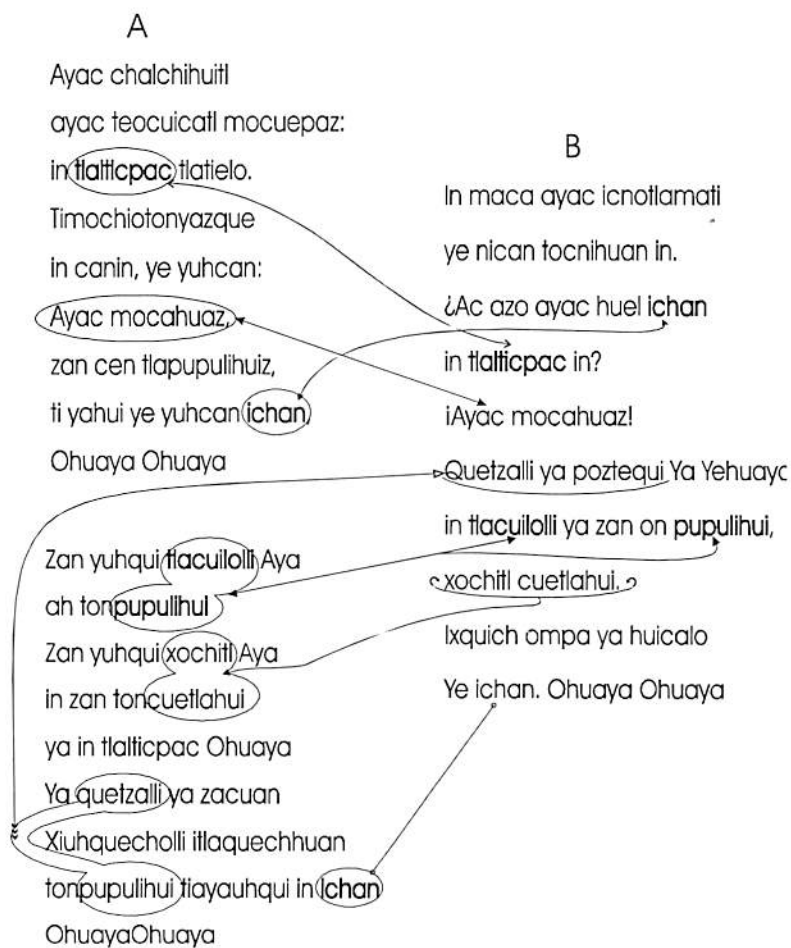 A
Ayac chalchihuitl
ayac teocuicatl mocuepaz:
in tlalticpac tlatielo.
Timochiotonyazque
in canin, ye yuhcan:
Ayac mocahuaz,
zan cen tlapupulihuiz,
ti yahui ye yuhcan ichan,
Ohuaya Ohuaya
Zan yuhqui tlacuilolli Aya
ah tonpupulihui
Zan yuhqui xochitl Aya
in zan toncuetlahui
ya in tlalticpac Ohuaya
Ya quetzalli ya zacuan
Xiuhquecholli itlaquechhuan
tonpupulihui tiayauhqui in Ichan
OhuayaOhuaya
B
In maca ayac icnotlamati
ye nican tocnihuan in.
¿Ac azo ayac huel ichan
in tlalticpac in?
¡Ayac mocahuaz!
Quetzalli ya poztequi Ya Yehuayc
in tlacuilolli ya zan on pupulihui,
xochitl cuetlahui.
Ixquich ompa ya huicalo
Ye ichan. Ohuaya Ohuaya